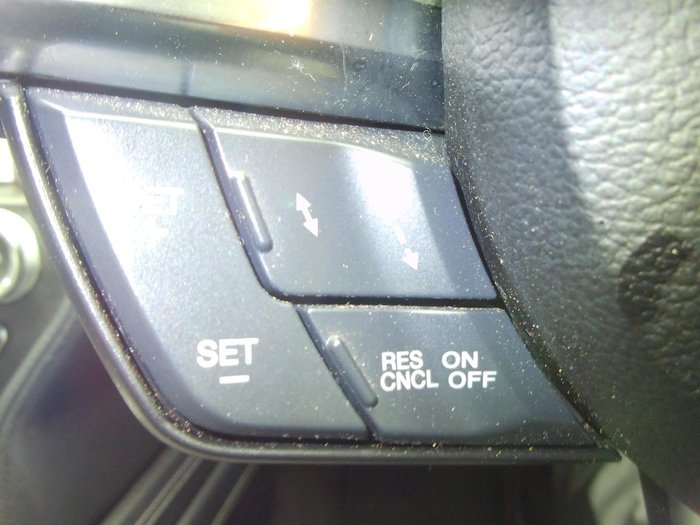 SET
—
RES ON
CNCL OFF